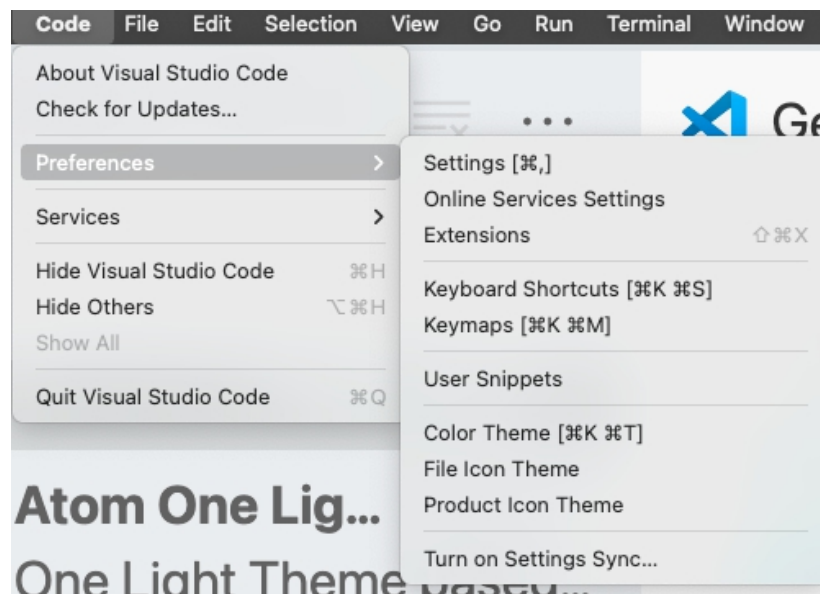 Code File Edit Selection View Go Run Terminal Window
About Visual Studio Code
Check for Updates...
Preferences
Services
Hide Visual Studio Code ⌘H
Hide Others ⌥⌘H
Show All
Quit Visual Studio Code ⌘Q
Settings [⌘,]
Online Services Settings
Extensions ⇧⌘X
Keyboard Shortcuts [⌘K ⌘S]
Keymaps [⌘K ⌘M]
User Snippets
Color Theme [⌘K ⌘T]
File Icon Theme
Product Icon Theme
Turn on Settings Sync...
Ge
Atom One Lig...
One Light Theme based...